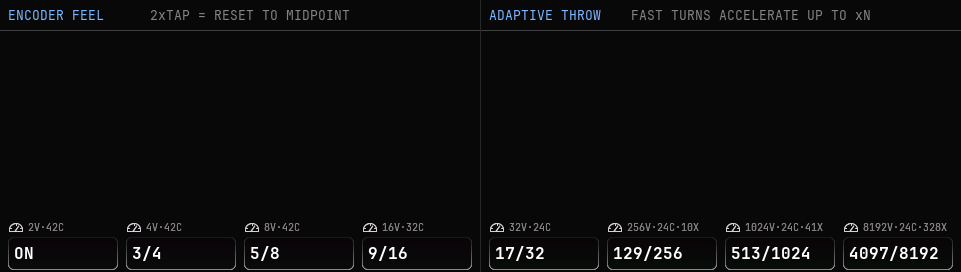 ENCODER FEEL 2xTAP = RESET TO MIDPOINT
ADAPTIVE THROW FAST TURNS ACCELERATE UP TO xN
2V·42C
4V·42C
8V·42C
16V·32C
32V·24C
256V·24C·10X
1024V·24C·41X
8192V·24C·328X
ON
3/4
5/8
9/16
17/32
129/256
513/1024
4097/8192